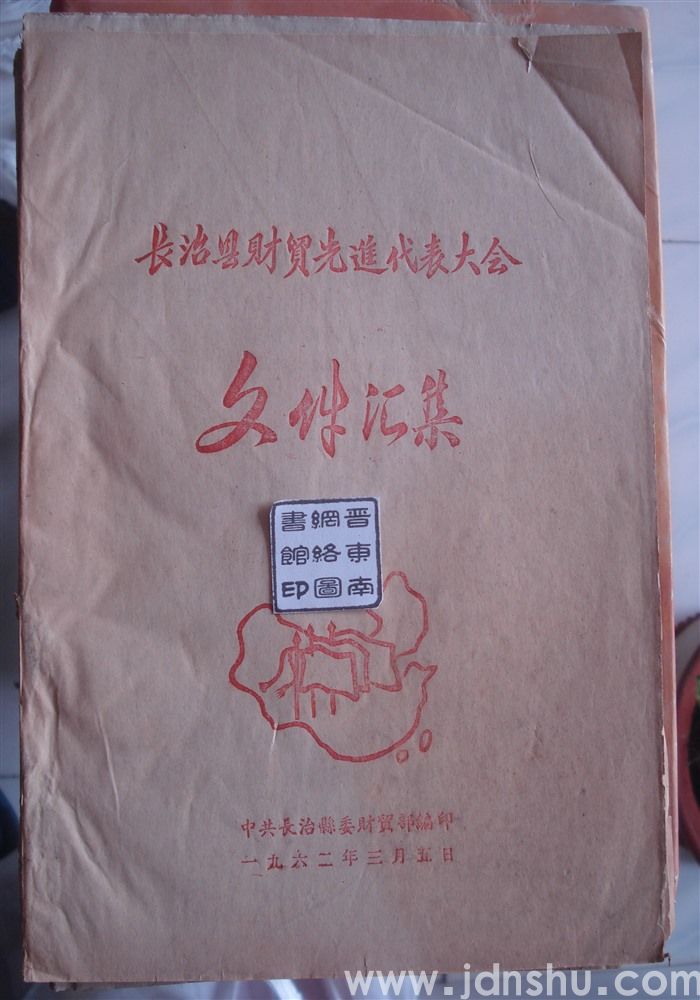 長治县財貿先進代表大会
文件汇集
晋東南
網絡圖
書館印
中共長治縣委財貿部編印
一九六二年三月五日
www.jdnshu.com